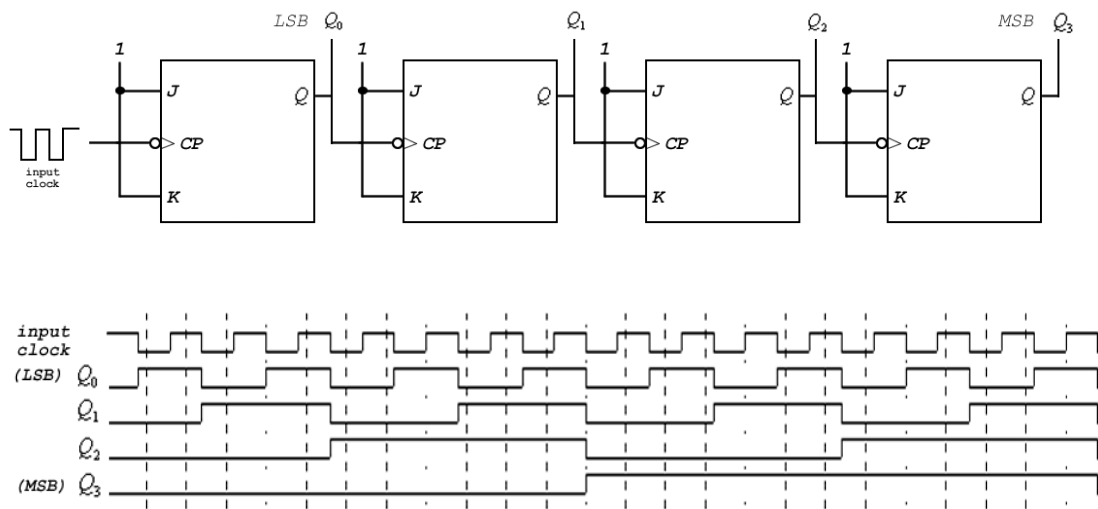 LSB Q0 Q1 Q2 MSB Q3
1 1 1 1
J Q J Q J Q J Q
CP CP CP CP
input
clock
K K K K
input
clock
(LSB) Q0
Q1
Q2
(MSB) Q3